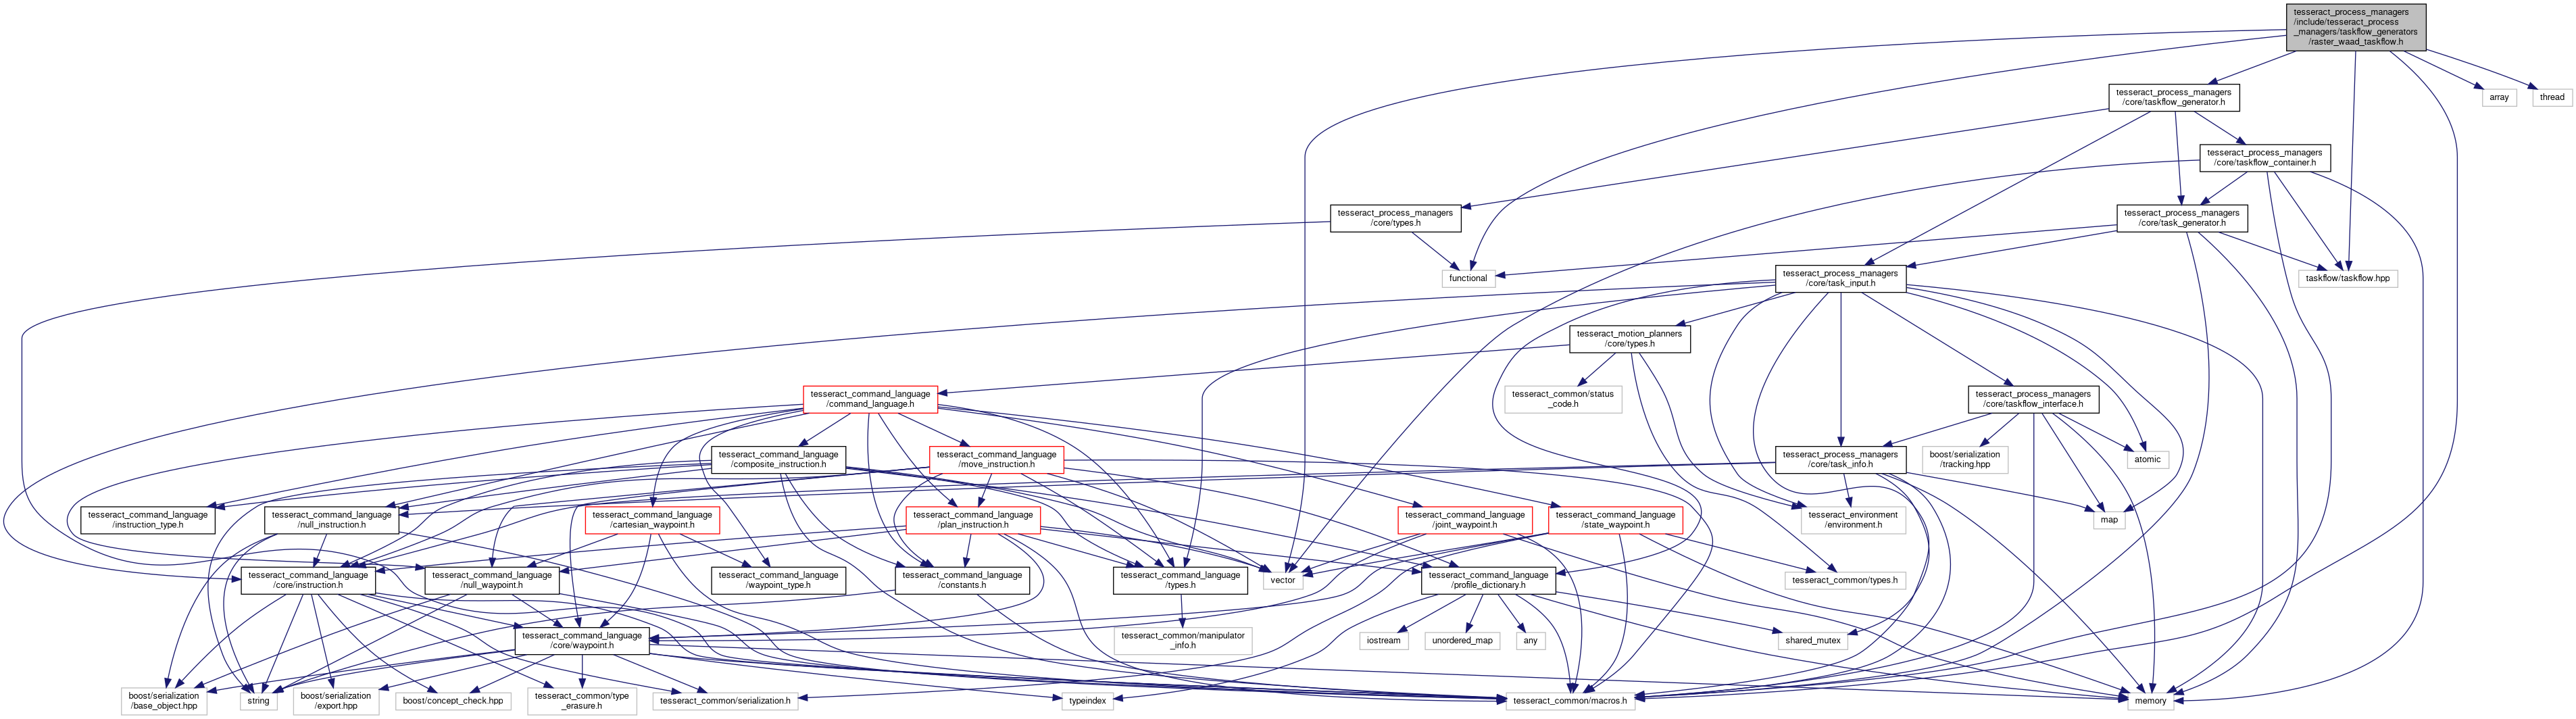 tesseract_process_managers
/include/tesseract_process
_managers/taskflow_generators
/raster_waad_taskflow.h
tesseract_process_managers
/core/taskflow_generator.h
array
thread
tesseract_process_managers
/core/taskflow_container.h
tesseract_process_managers
/core/types.h
tesseract_process_managers
/core/task_generator.h
functional
tesseract_process_managers
/core/task_input.h
taskflow/taskflow.hpp
tesseract_motion_planners
/core/types.h
tesseract_command_language
/command_language.h
tesseract_common/status
_code.h
tesseract_process_managers
/core/taskflow_interface.h
tesseract_command_language
/composite_instruction.h
tesseract_command_language
/move_instruction.h
tesseract_process_managers
/core/task_info.h
boost/serialization
/tracking.hpp
atomic
tesseract_command_language
/instruction_type.h
tesseract_command_language
/null_instruction.h
tesseract_command_language
/cartesian_waypoint.h
tesseract_command_language
/plan_instruction.h
tesseract_command_language
/joint_waypoint.h
tesseract_command_language
/state_waypoint.h
tesseract_environment
/environment.h
map
tesseract_command_language
/core/instruction.h
tesseract_command_language
/null_waypoint.h
tesseract_command_language
/waypoint_type.h
tesseract_command_language
/constants.h
tesseract_command_language
/types.h
vector
tesseract_command_language
/profile_dictionary.h
tesseract_common/types.h
tesseract_command_language
/core/waypoint.h
tesseract_common/manipulator
_info.h
iostream
unordered_map
any
shared_mutex
boost/serialization
/base_object.hpp
string
boost/serialization
/export.hpp
boost/concept_check.hpp
tesseract_common/type
_erasure.h
tesseract_common/serialization.h
typeindex
tesseract_common/macros.h
memory